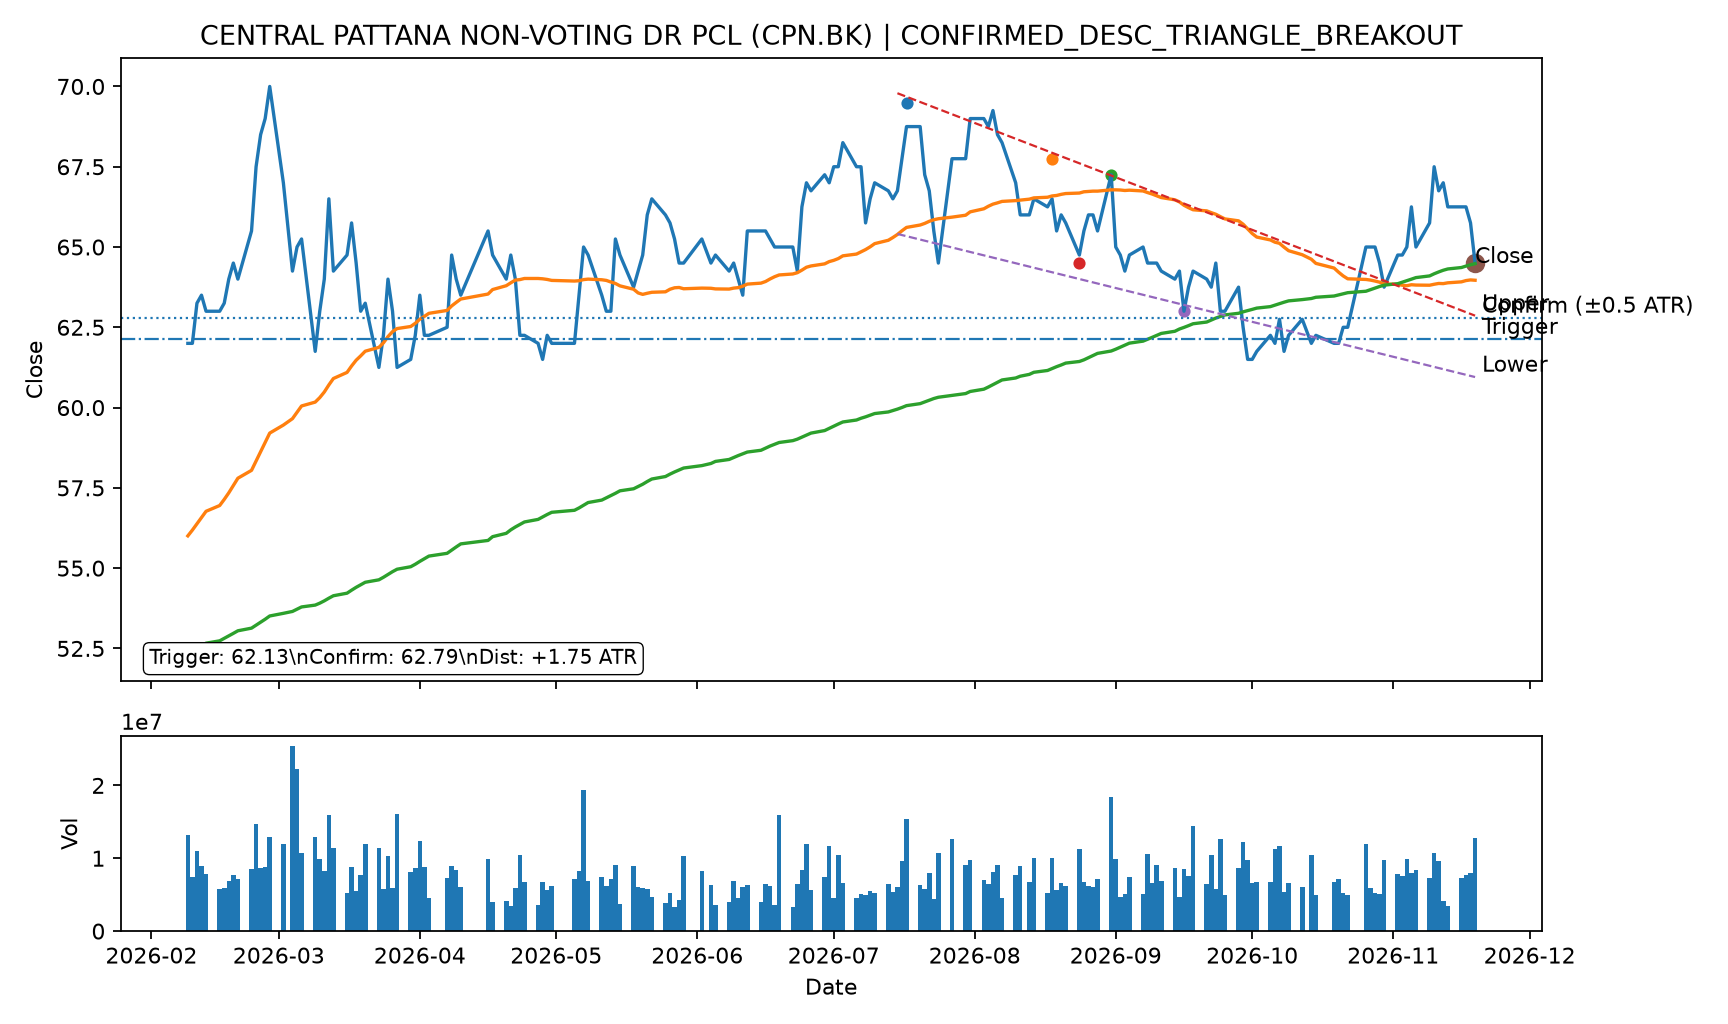 CENTRAL PATTANA NON-VOTING DR PCL (CPN.BK) | CONFIRMED_DESC_TRIANGLE_BREAKOUT
Close
70.0
67.5
65.0
62.5
60.0
57.5
55.0
52.5
Close
Upper
Confirm (±0.5 ATR)
Trigger
Lower
Trigger: 62.13\nConfirm: 62.79\nDist: +1.75 ATR
1e7
Vol
2
1
0
2026-02 2026-03 2026-04 2026-05 2026-06 2026-07 2026-08 2026-09 2026-10 2026-11 2026-12
Date